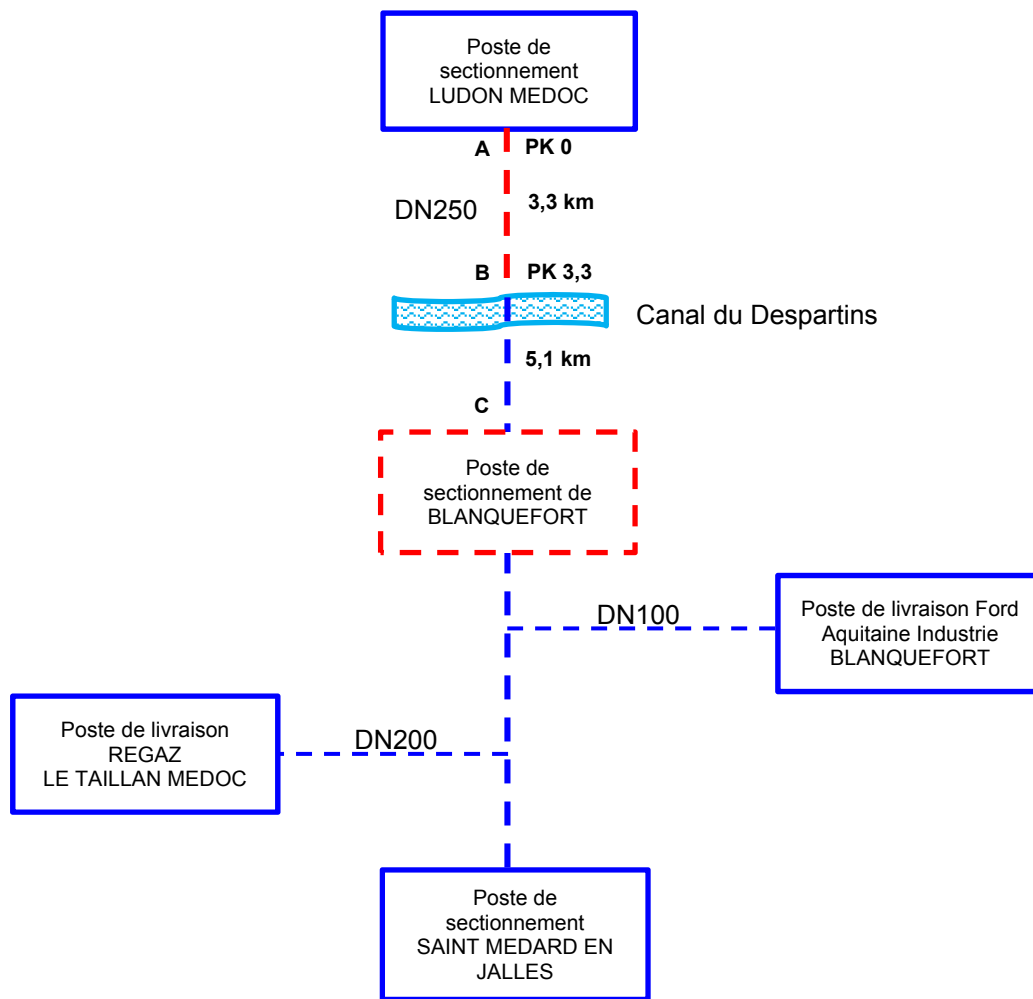 Poste de
sectionnement
LUDON MEDOC
A PK 0
DN250 3,3 km
B PK 3,3
Canal du Despartins
5,1 km
C
Poste de
sectionnement de
BLANQUEFORT
DN100
Poste de livraison Ford
Aquitaine Industrie
BLANQUEFORT
Poste de livraison
REGAZ
LE TAILLAN MEDOC
DN200
Poste de
sectionnement
SAINT MEDARD EN
JALLES